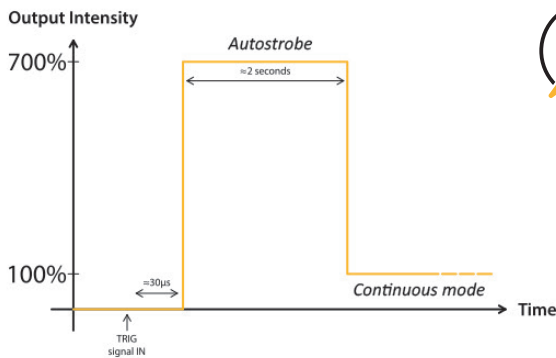 Output Intensity
Autostrobe
700%
≈2 seconds
100%
≈30µs
Continuous mode
Time
TRIG
signal IN